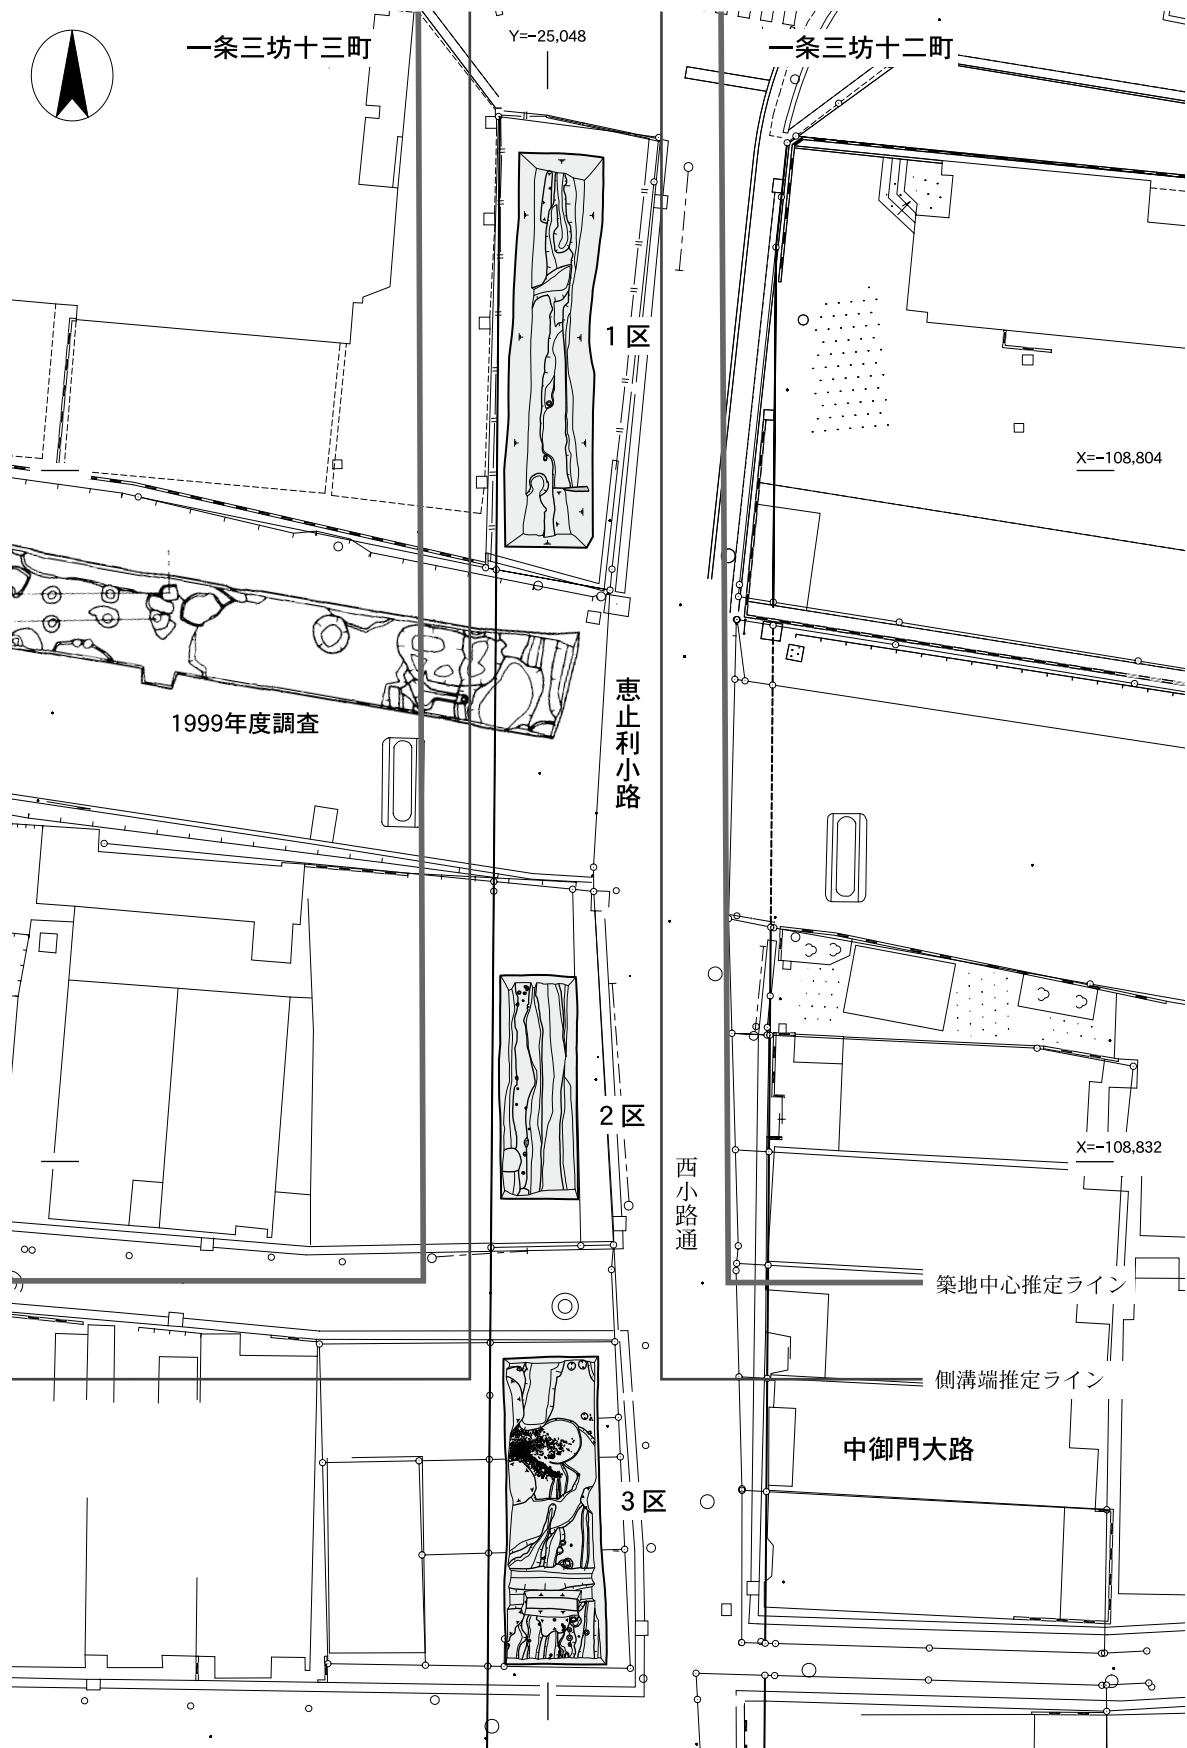 Y=-25,048
一条三坊十三町
一条三坊十二町
1区
X=-108,804
恵止利小路
1999年度調査
2区
X=-108,832
西小路通
築地中心推定ライン
側溝端推定ライン
中御門大路
3区